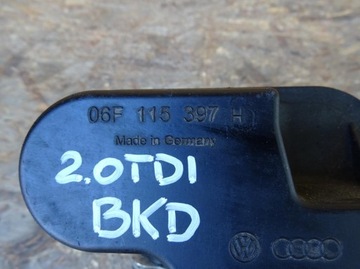 06F 115 397 H
Made in Germany
2.0TDI
BKD